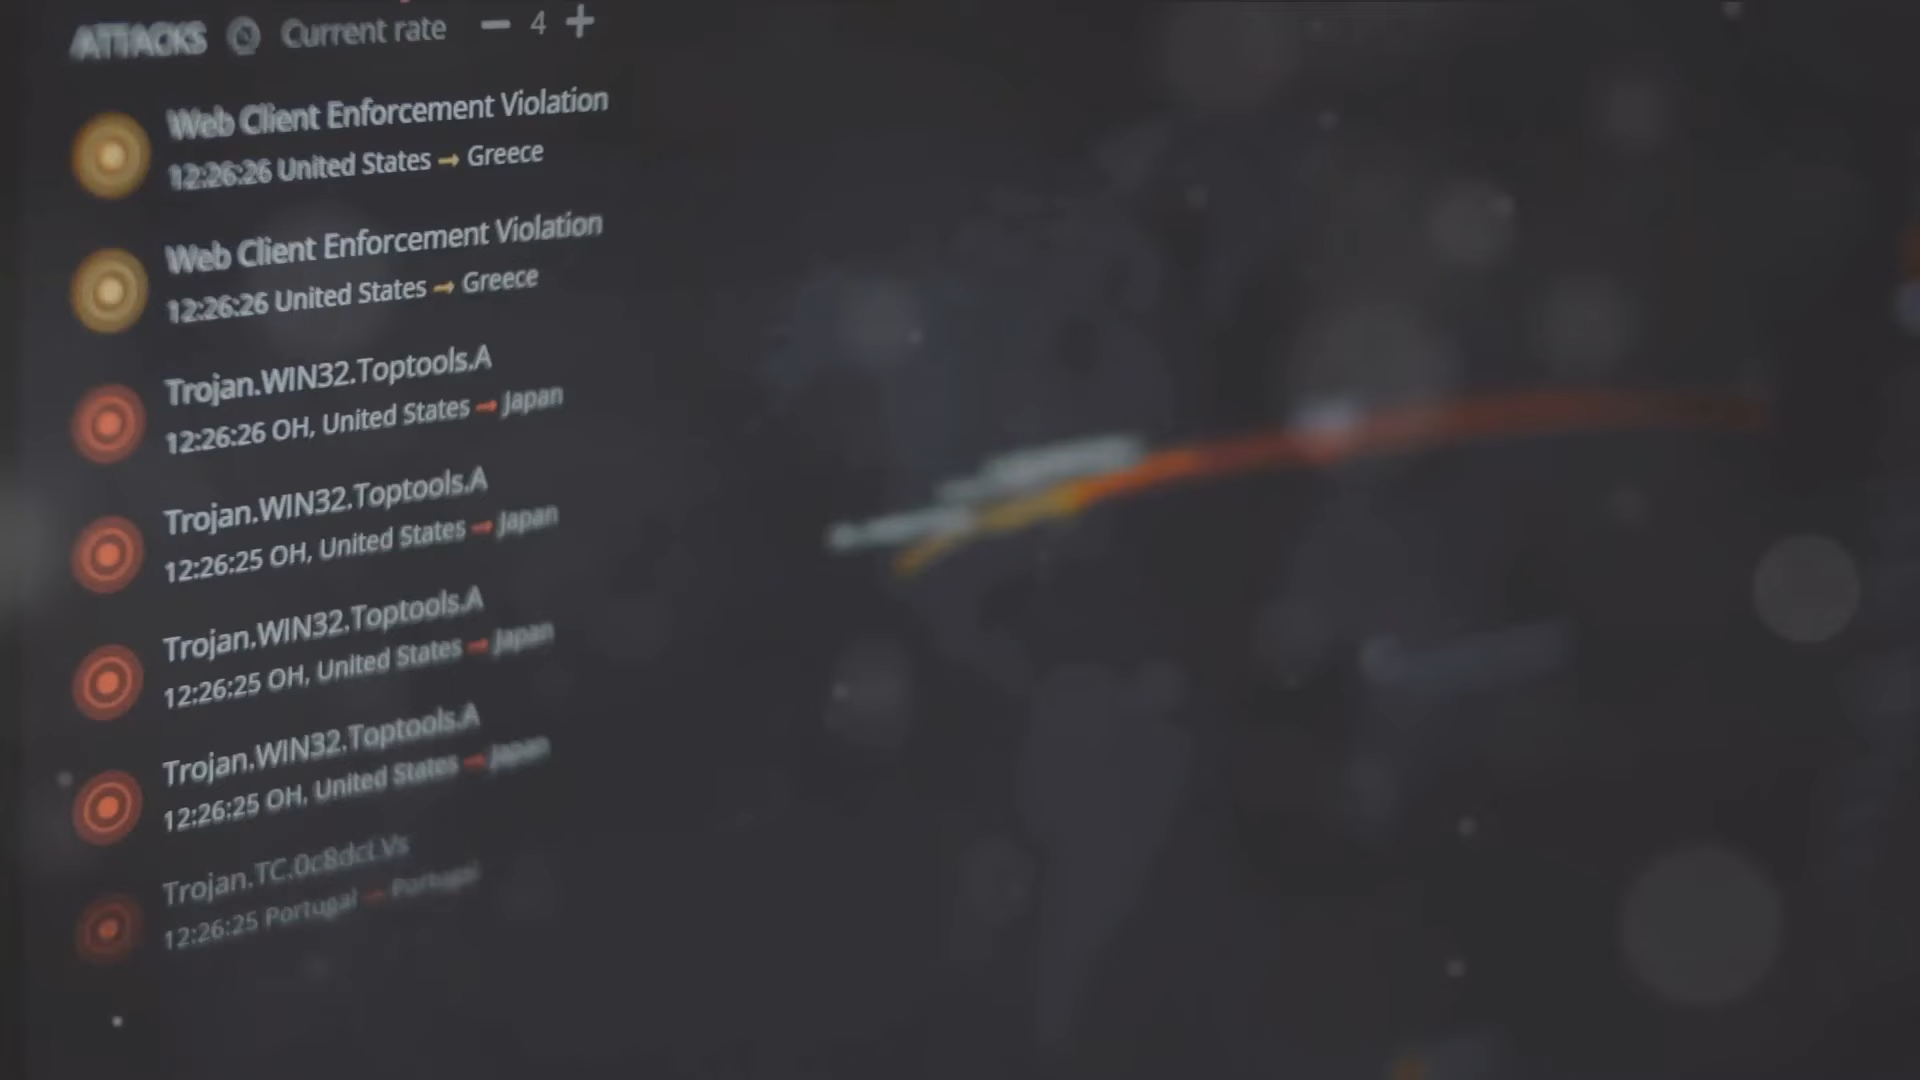 ATTACKS Current rate − 4 +
Web Client Enforcement Violation
12:26:26 United States → Greece
Web Client Enforcement Violation
12:26:26 United States → Greece
Trojan.WIN32.Toptools.A
12:26:26 OH, United States → Japan
Trojan.WIN32.Toptools.A
12:26:25 OH, United States → Japan
Trojan.WIN32.Toptools.A
12:26:25 OH, United States → Japan
Trojan.WIN32.Toptools.A
12:26:25 OH, United States → Japan
12:26:25 Portugal → Portugal